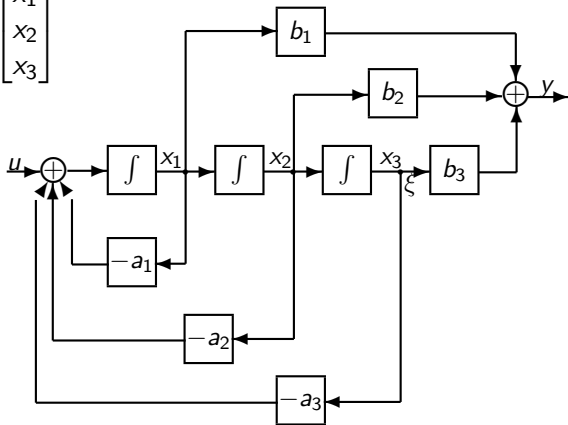 x₁
x₂
x₃
b₁
b₂
y
+
u
+
∫
x₁
∫
x₂
∫
x₃
ξ
b₃
−a₁
−a₂
−a₃